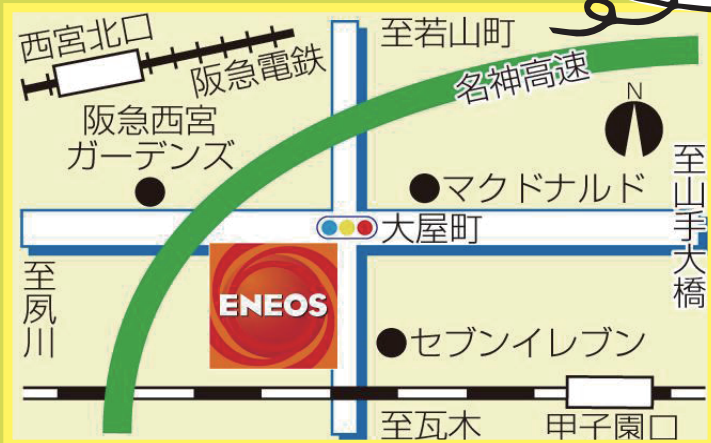 西宮北口
阪急電鉄
至若山町
名神高速
N
阪急西宮
ガーデンズ
マクドナルド
至山手大橋
大屋町
至夙川
ENEOS
セブンイレブン
至瓦木
甲子園口